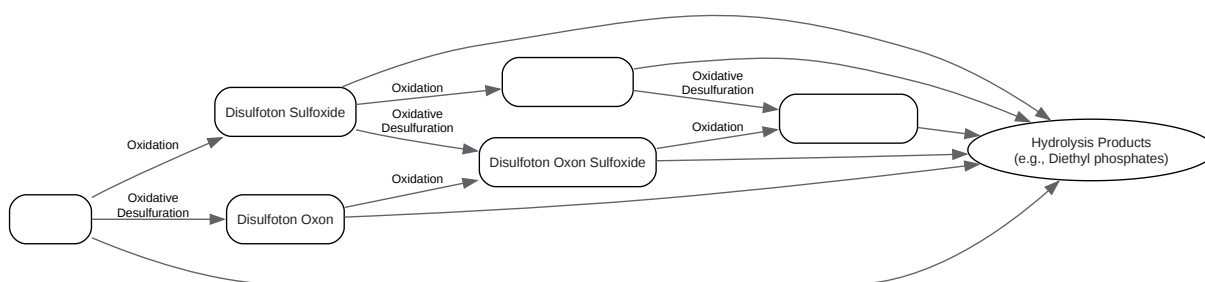 Oxidation
Oxidative
Desulfuration
Disulfoton Sulfoxide
Disulfoton Oxon
Oxidation
Oxidative
Desulfuration
Oxidation
Disulfoton Oxon Sulfoxide
Oxidative
Desulfuration
Oxidation
Hydrolysis Products
(e.g., Diethyl phosphates)